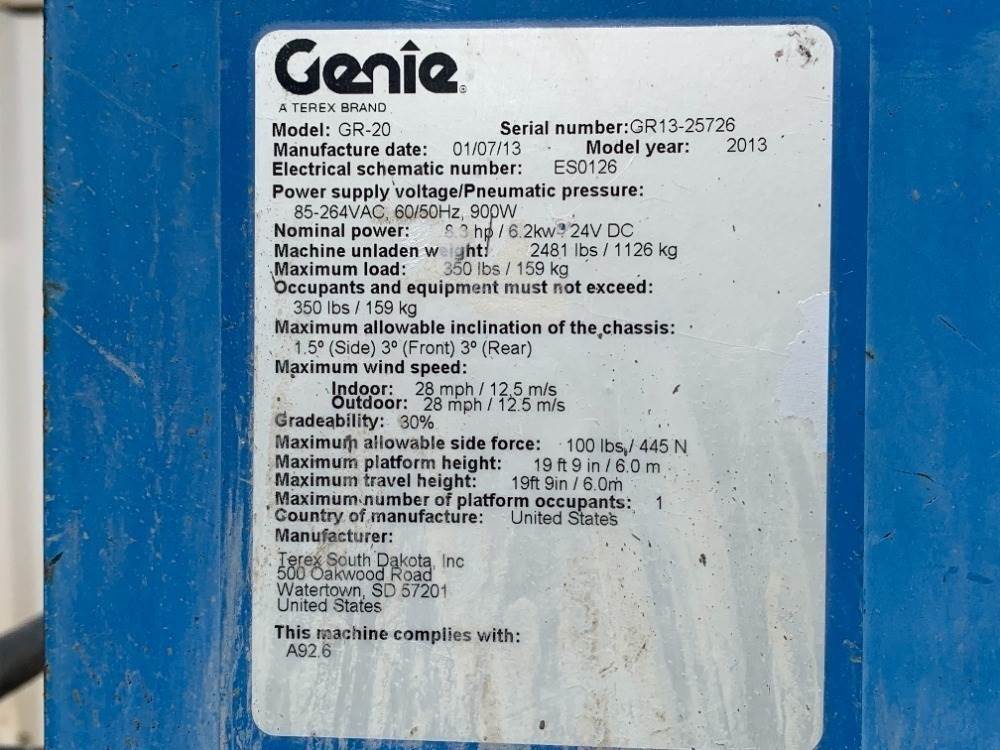 Genie®
A TEREX BRAND
Model: GR-20 Serial number:GR13-25726
Manufacture date: 01/07/13 Model year: 2013
Electrical schematic number: ES0126
Power supply voltage/Pneumatic pressure:
85-264VAC, 60/50Hz, 900W
Nominal power: 8.3 hp / 6.2kw 24V DC
Machine unladen weight: 2481 lbs / 1126 kg
Maximum load: 350 lbs / 159 kg
Occupants and equipment must not exceed:
350 lbs / 159 kg
Maximum allowable inclination of the chassis:
1.5º (Side) 3º (Front) 3º (Rear)
Maximum wind speed:
Indoor: 28 mph / 12.5 m/s
Outdoor: 28 mph / 12.5 m/s
Gradeability: 30%
Maximum allowable side force: 100 lbs / 445 N
Maximum platform height: 19 ft 9 in / 6.0 m
Maximum travel height: 19ft 9in / 6.0m
Maximum number of platform occupants: 1
Country of manufacture: United States
Manufacturer:
Terex South Dakota, Inc
500 Oakwood Road
Watertown, SD 57201
United States
This machine complies with:
A92.6